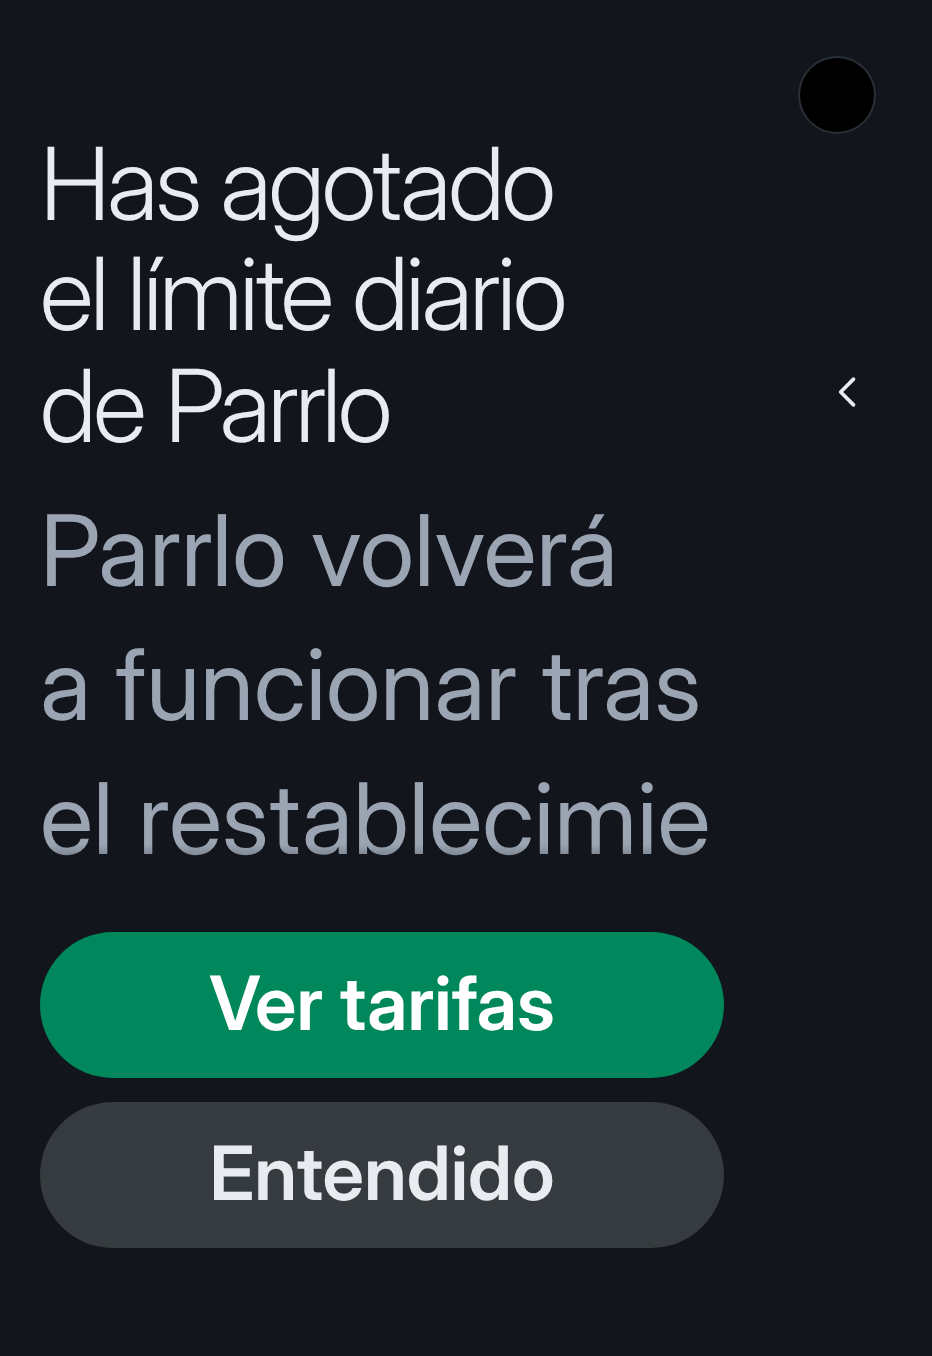 Has agotado
el límite diario
de Parrlo
Parrlo volverá
a funcionar tras
el restablecimie
Ver tarifas
Entendido